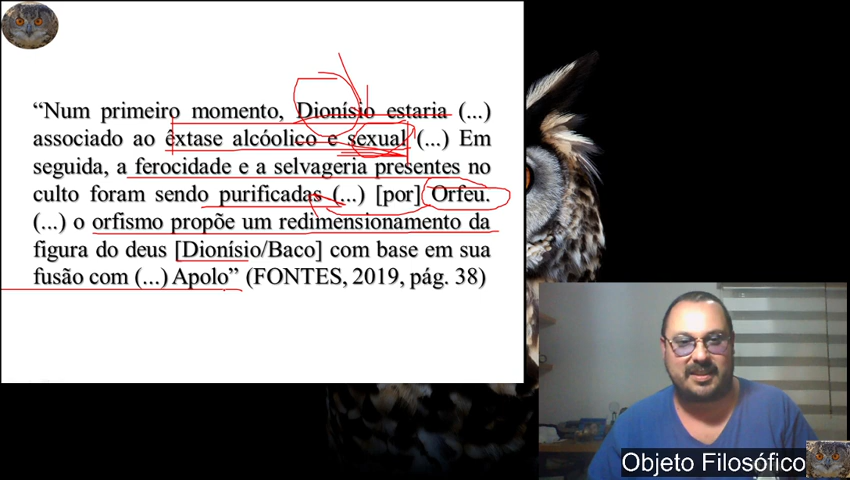 “Num primeiro momento, Dionísio estaria (...)
associado ao êxtase alcóolico e sexual (...) Em
seguida, a ferocidade e a selvageria presentes no
culto foram sendo purificadas (...) [por] Orfeu.
(...) o orfismo propõe um redimensionamento da
figura do deus [Dionísio/Baco] com base em sua
fusão com (...) Apolo” (FONTES, 2019, pág. 38)
Objeto Filosófico